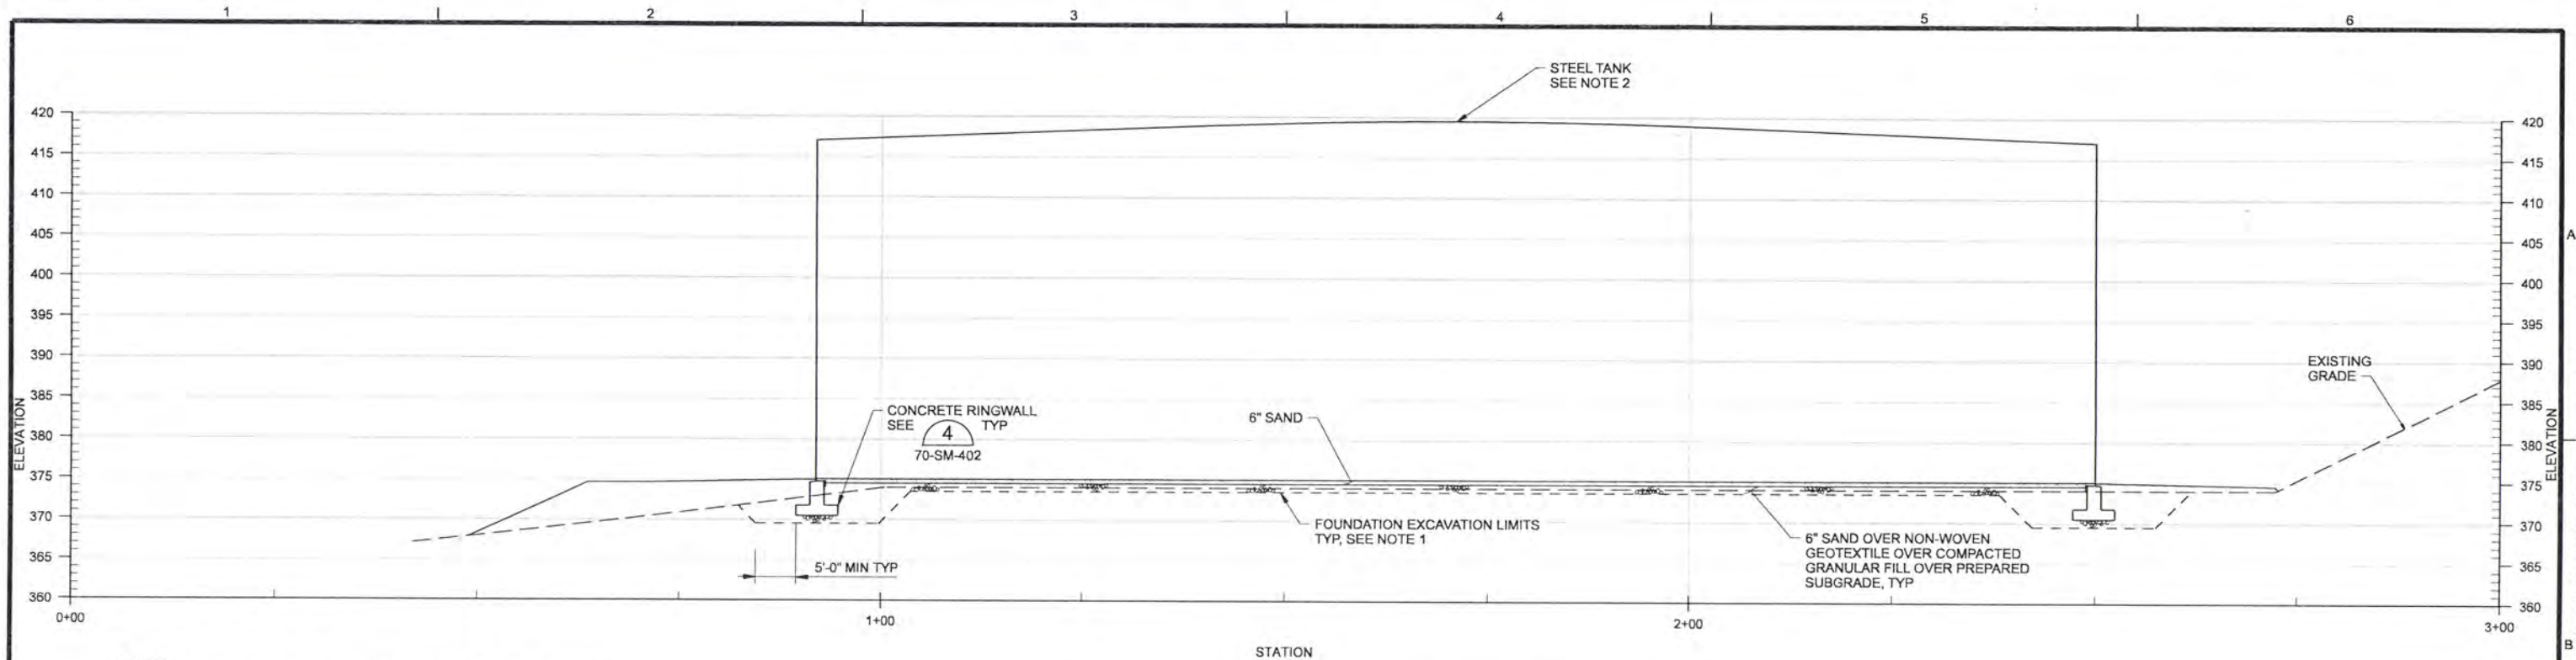 1 2 3 4 5 6
STEEL TANK
SEE NOTE 2
420
415
410
405
400
395
390
385
380
375
370
365
360
ELEVATION
420
415
410
405
400
395
390
385
380
375
370
365
360
ELEVATION
A
B
EXISTING
GRADE
CONCRETE RINGWALL
SEE 4 TYP
70-SM-402
6" SAND
FOUNDATION EXCAVATION LIMITS
TYP, SEE NOTE 1
6" SAND OVER NON-WOVEN
GEOTEXTILE OVER COMPACTED
GRANULAR FILL OVER PREPARED
SUBGRADE, TYP
5'-0" MIN TYP
0+00 1+00 2+00 3+00
STATION